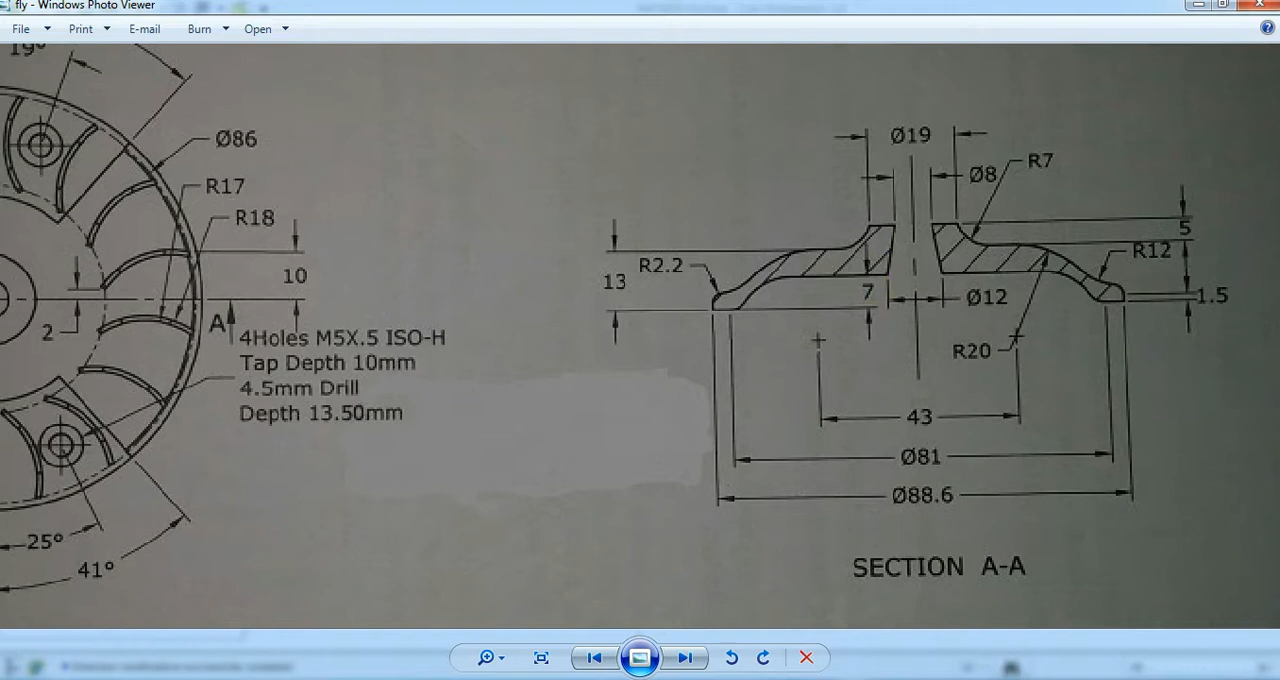 fly - Windows Photo Viewer
File Print E-mail Burn Open
19°
Ø86
R17
R18
10
2
A
4Holes M5X.5 ISO-H
Tap Depth 10mm
4.5mm Drill
Depth 13.50mm
25°
41°
Ø19
Ø8
R7
5
R12
R2.2
13
7
Ø12
1.5
R20
43
Ø81
Ø88.6
SECTION A-A